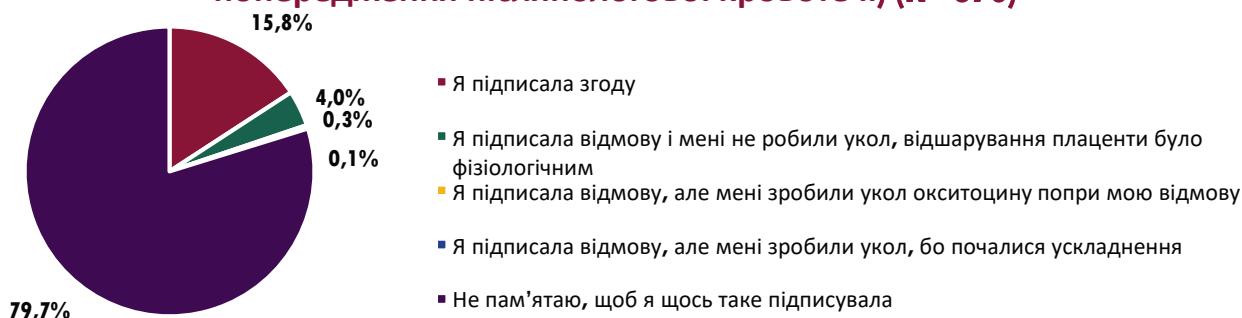 15,8%
4,0%
0,3%
0,1%
79,7%
Я підписала згоду
Я підписала відмову і мені не робили укол, відшарування плаценти було
фізіологічним
Я підписала відмову, але мені зробили укол окситоцину попри мою відмову
Я підписала відмову, але мені зробили укол, бо почалися ускладнення
Не пам’ятаю, щоб я щось таке підписувала